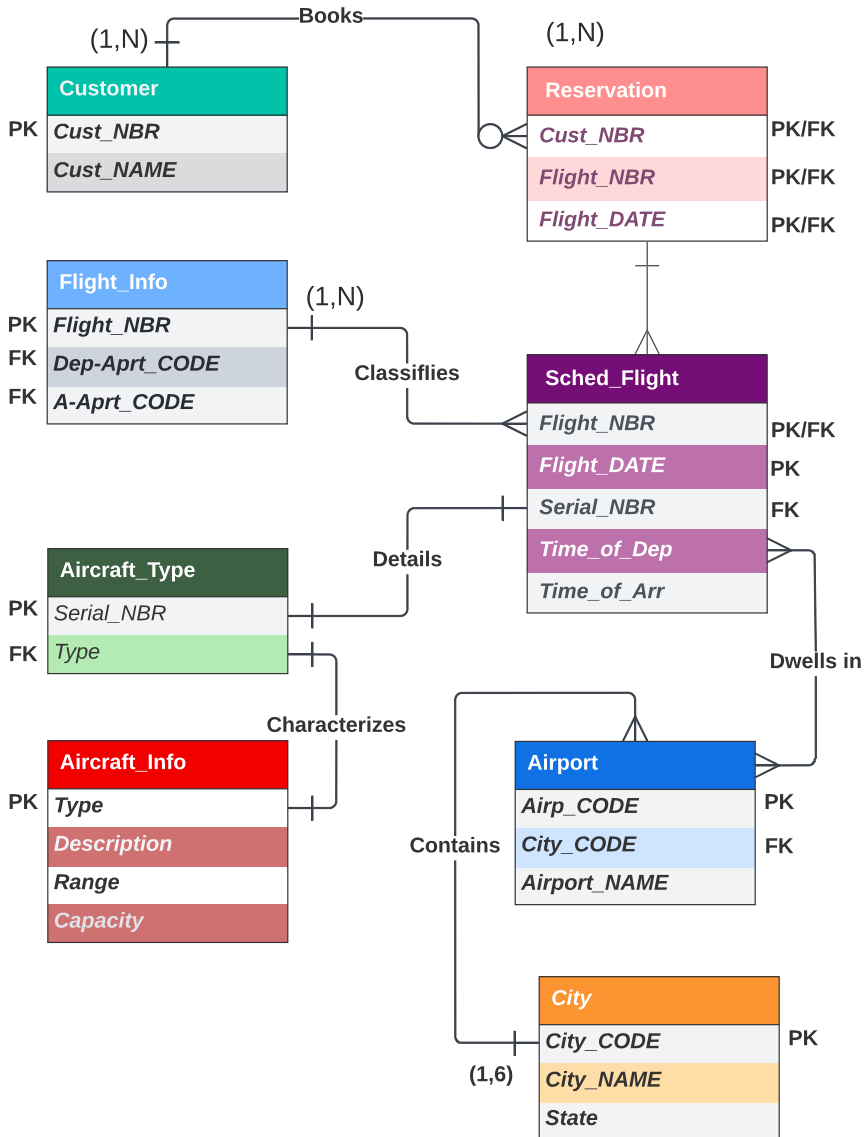 Books
(1,N)
(1,N)
Customer
PK
Cust_NBR
Cust_NAME
Reservation
Cust_NBR
PK/FK
Flight_NBR
PK/FK
Flight_DATE
PK/FK
Flight_Info
(1,N)
PK
Flight_NBR
FK
Dep-Aprt_CODE
FK
A-Aprt_CODE
Classiflies
Sched_Flight
Flight_NBR
PK/FK
Flight_DATE
PK
Serial_NBR
FK
Time_of_Dep
Time_of_Arr
Details
Aircraft_Type
PK
Serial_NBR
FK
Type
Dwells in
Characterizes
Aircraft_Info
PK
Type
Description
Range
Capacity
Airport
Airp_CODE
PK
City_CODE
FK
Airport_NAME
Contains
City
City_CODE
PK
(1,6)
City_NAME
State